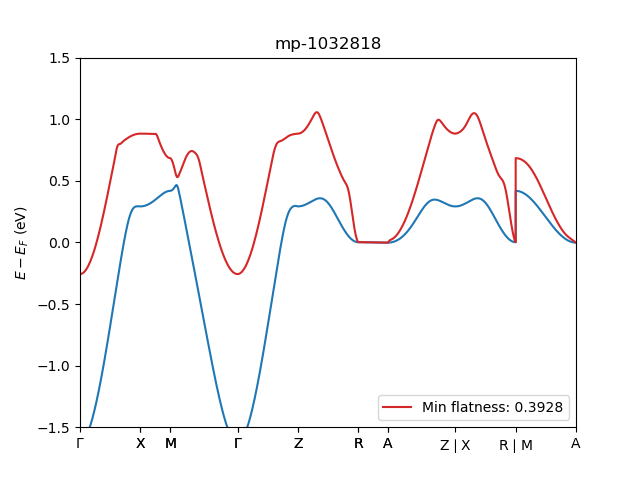 mp-1032818
E − E_F (eV)
1.5
1.0
0.5
0.0
−0.5
−1.0
−1.5
Min flatness: 0.3928
Γ X M Γ Z R A Z | X R | M A